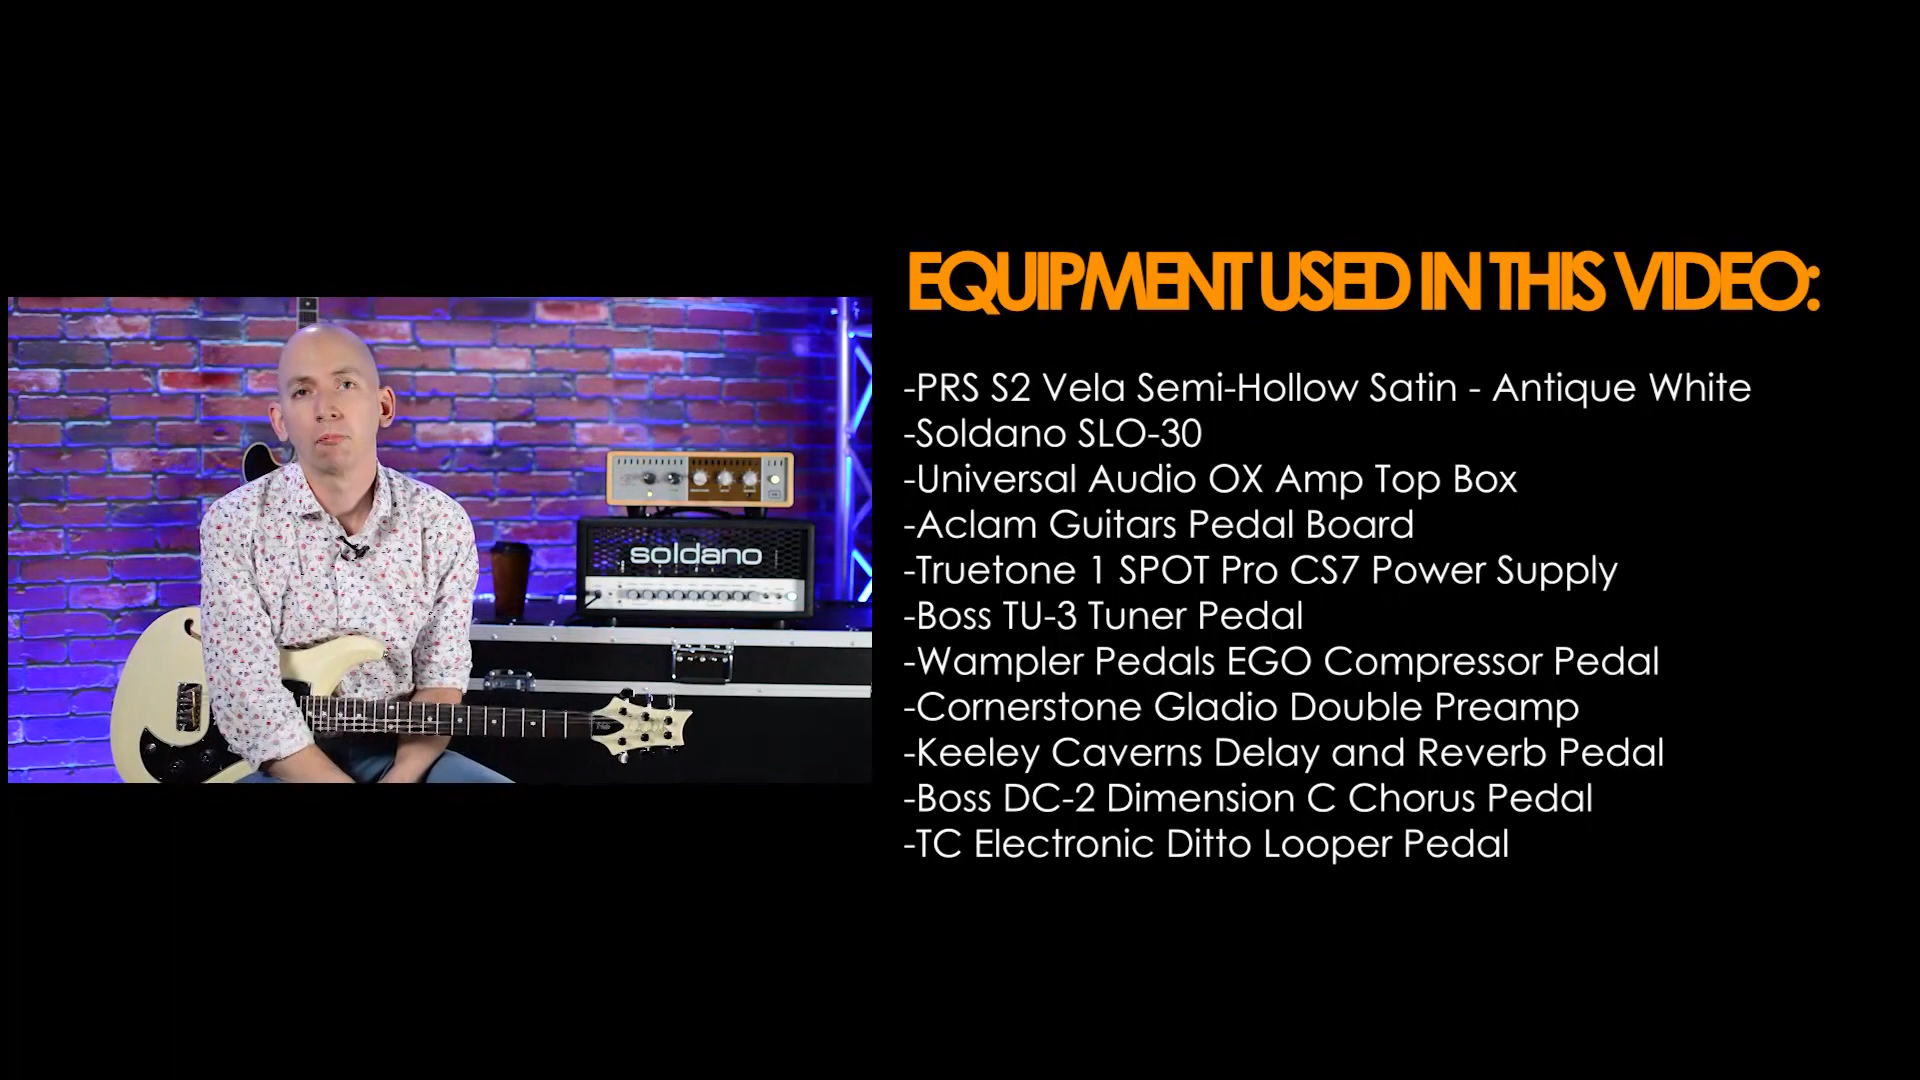 EQUIPMENT USED IN THIS VIDEO:
-PRS S2 Vela Semi-Hollow Satin - Antique White
-Soldano SLO-30
-Universal Audio OX Amp Top Box
-Aclam Guitars Pedal Board
-Truetone 1 SPOT Pro CS7 Power Supply
-Boss TU-3 Tuner Pedal
-Wampler Pedals EGO Compressor Pedal
-Cornerstone Gladio Double Preamp
-Keeley Caverns Delay and Reverb Pedal
-Boss DC-2 Dimension C Chorus Pedal
-TC Electronic Ditto Looper Pedal
soldano